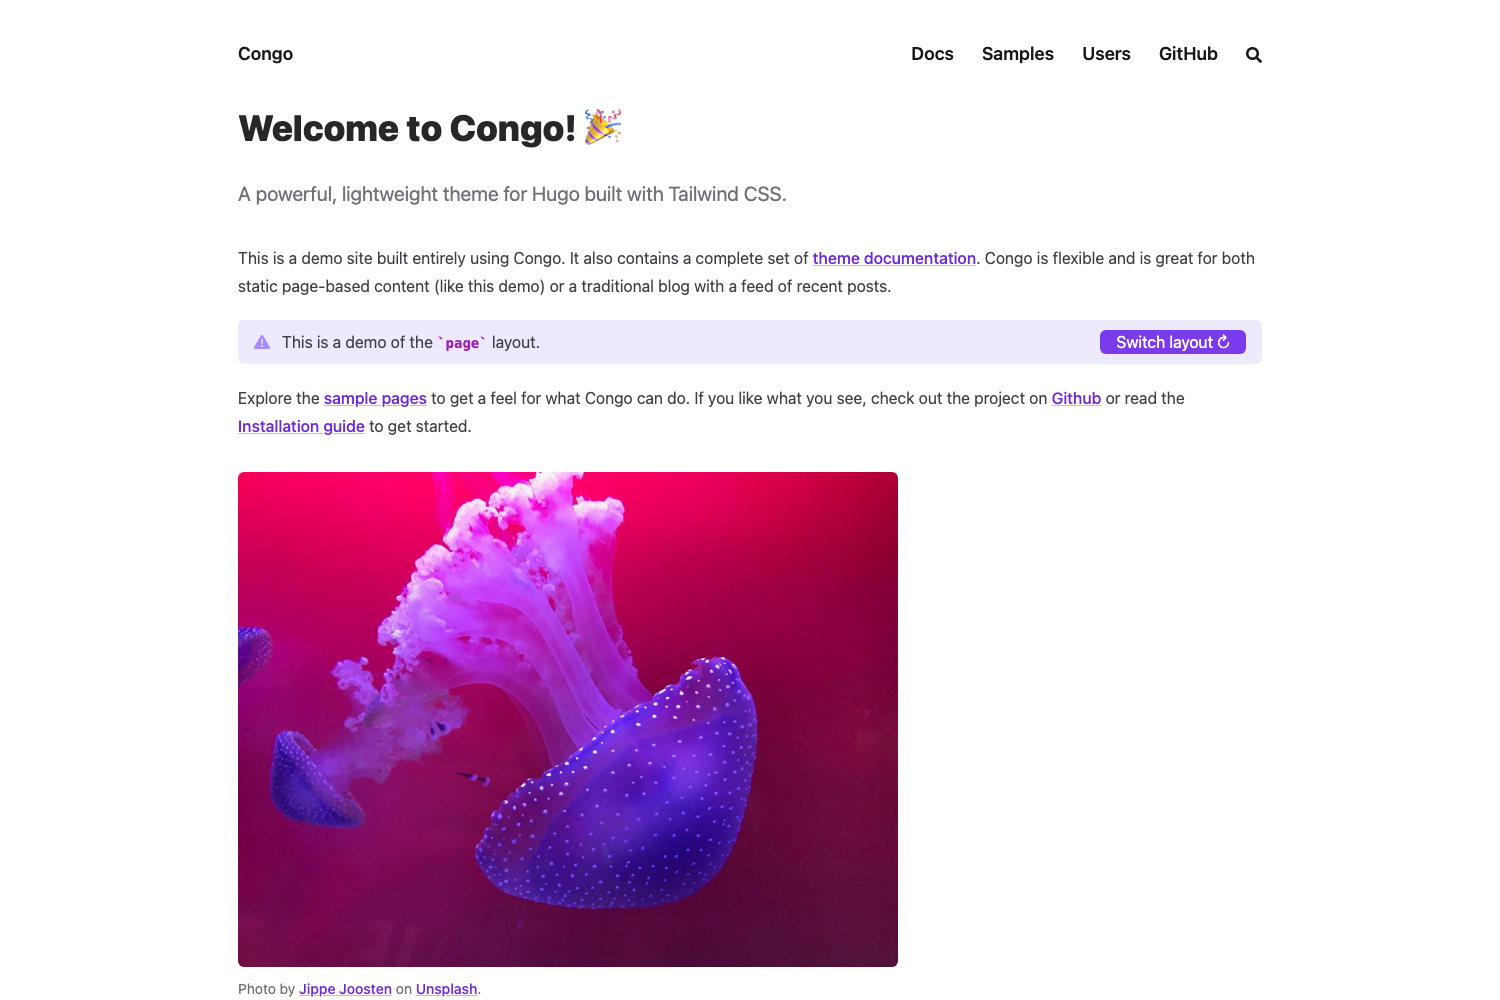 Congo
Docs Samples Users GitHub
Welcome to Congo! 🎉
A powerful, lightweight theme for Hugo built with Tailwind CSS.
This is a demo site built entirely using Congo. It also contains a complete set of theme documentation. Congo is flexible and is great for both
static page-based content (like this demo) or a traditional blog with a feed of recent posts.
This is a demo of the `page` layout.
Switch layout ↻
Explore the sample pages to get a feel for what Congo can do. If you like what you see, check out the project on Github or read the
Installation guide to get started.
Photo by Jippe Joosten on Unsplash.